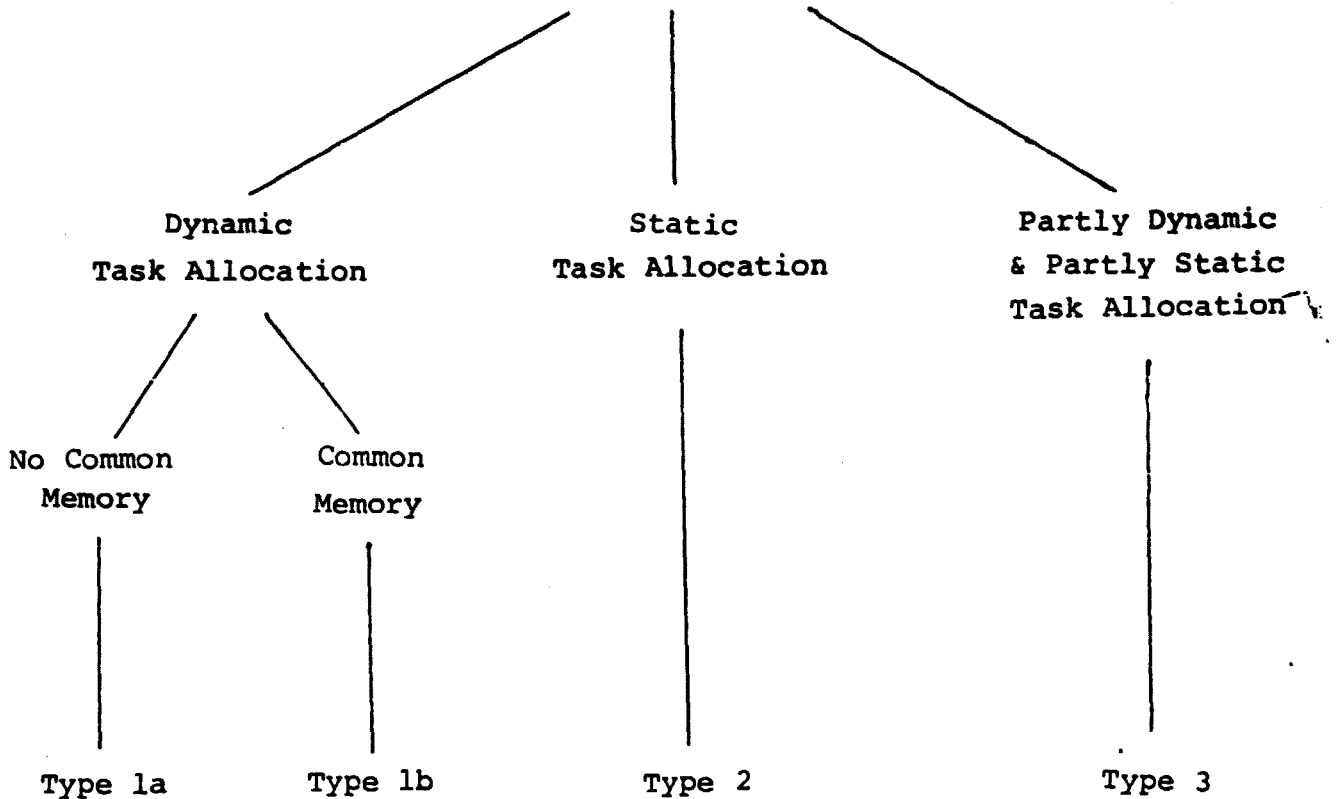 Dynamic
Task Allocation
Static
Task Allocation
Partly Dynamic
& Partly Static
Task Allocation
No Common
Memory
Common
Memory
Type 1a
Type 1b
Type 2
Type 3